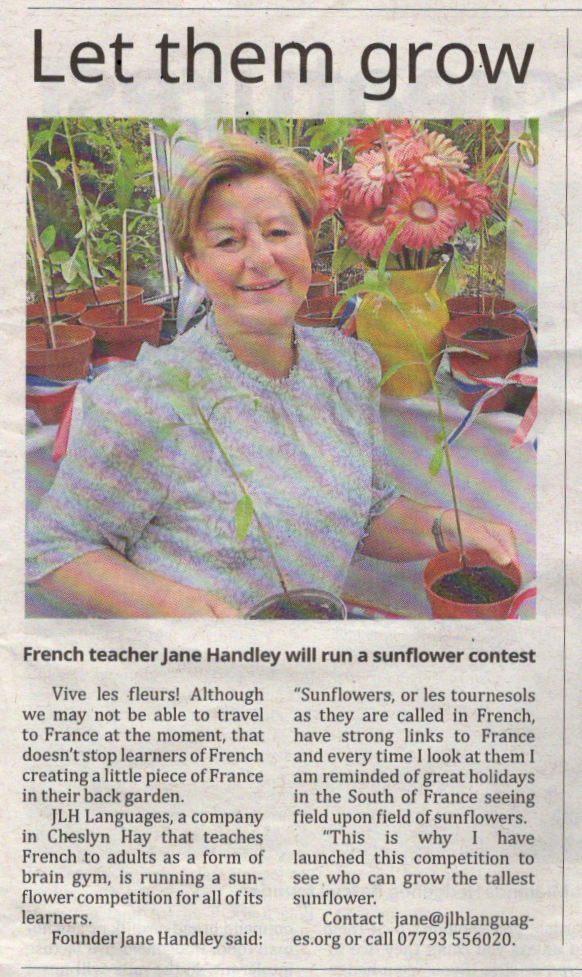 Let them grow
French teacher Jane Handley will run a sunflower contest
Vive les fleurs! Although
we may not be able to travel
to France at the moment, that
doesn't stop learners of French
creating a little piece of France
in their back garden.
JLH Languages, a company
in Cheslyn Hay that teaches
French to adults as a form of
brain gym, is running a sun-
flower competition for all of its
learners.
Founder Jane Handley said:
"Sunflowers, or les tournesols
as they are called in French,
have strong links to France
and every time I look at them I
am reminded of great holidays
in the South of France seeing
field upon field of sunflowers.
"This is why I have
launched this competition to
see who can grow the tallest
sunflower.
Contact jane@jlhlanguag-
es.org or call 07793 556020.